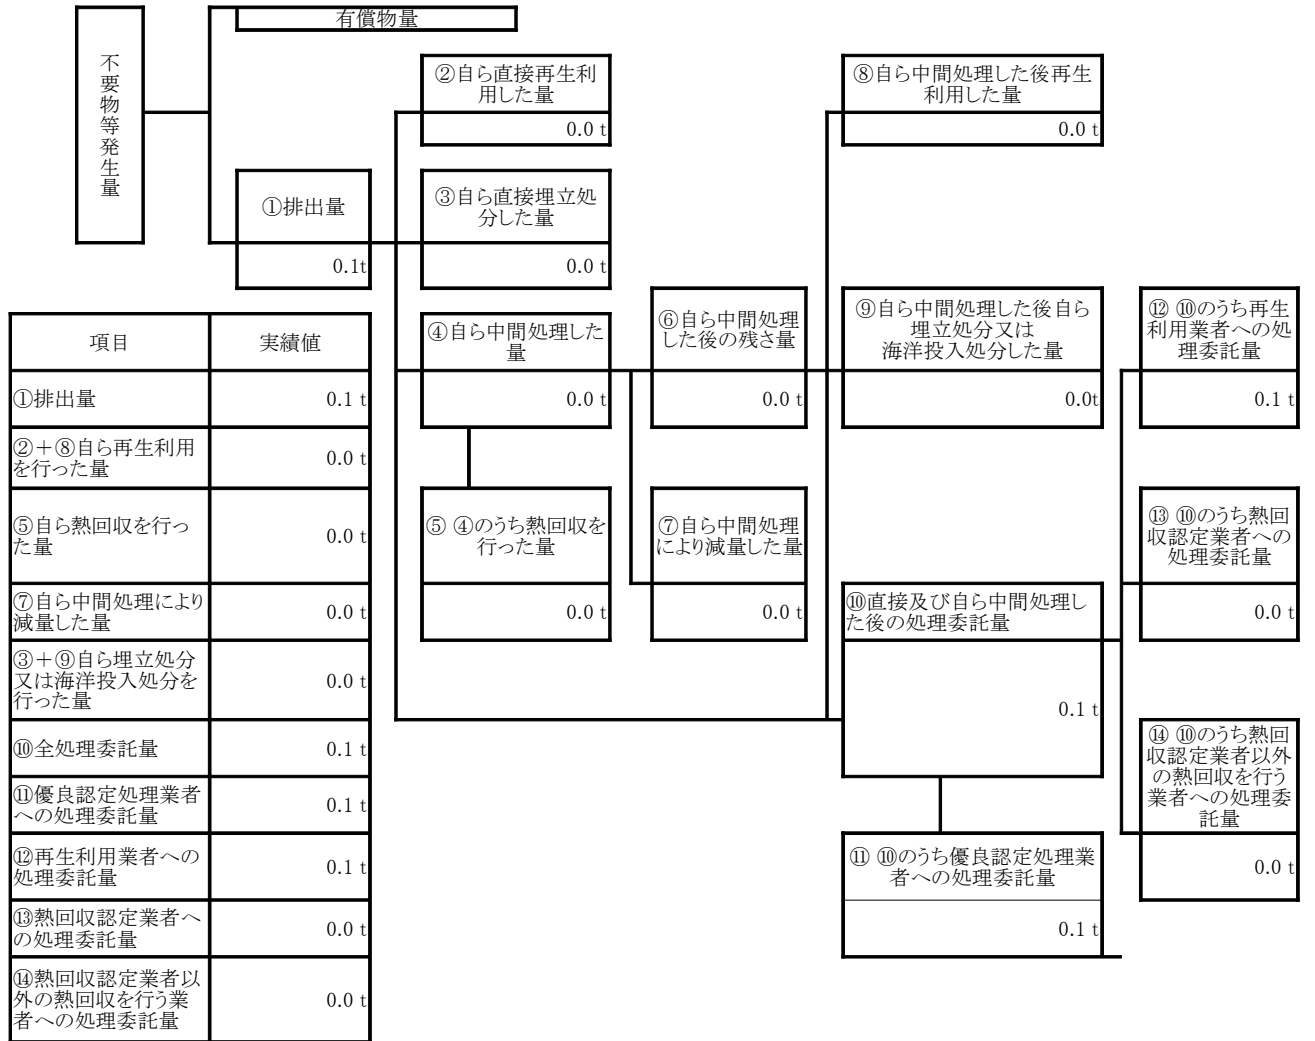 有償物量
不要物等発生量
②自ら直接再生利
用した量
0.0 t
⑧自ら中間処理した後再生
利用した量
0.0 t
①排出量
0.1t
③自ら直接埋立処
分した量
0.0 t
④自ら中間処理した
量
0.0 t
⑥自ら中間処理
した後の残さ量
0.0 t
⑨自ら中間処理した後自ら
埋立処分又は
海洋投入処分した量
0.0t
⑫ ⑩のうち再生
利用業者への処
理委託量
0.1 t
⑤ ④のうち熱回収を
行った量
0.0 t
⑦自ら中間処理
により減量した量
0.0 t
⑬ ⑩のうち熱回
収認定業者への
処理委託量
0.0 t
⑩直接及び自ら中間処理し
た後の処理委託量
0.1 t
⑭ ⑩のうち熱回
収認定業者以外
の熱回収を行う
業者への処理委
託量
0.0 t
⑪ ⑩のうち優良認定処理業
者への処理委託量
0.1 t
項目 実績値
①排出量 0.1 t
②＋⑧自ら再生利用
を行った量 0.0 t
⑤自ら熱回収を行っ
た量 0.0 t
⑦自ら中間処理により
減量した量 0.0 t
③＋⑨自ら埋立処分
又は海洋投入処分を
行った量 0.0 t
⑩全処理委託量 0.1 t
⑪優良認定処理業者
への処理委託量 0.1 t
⑫再生利用業者への
処理委託量 0.1 t
⑬熱回収認定業者へ
の処理委託量 0.0 t
⑭熱回収認定業者以
外の熱回収を行う業
者への処理委託量 0.0 t